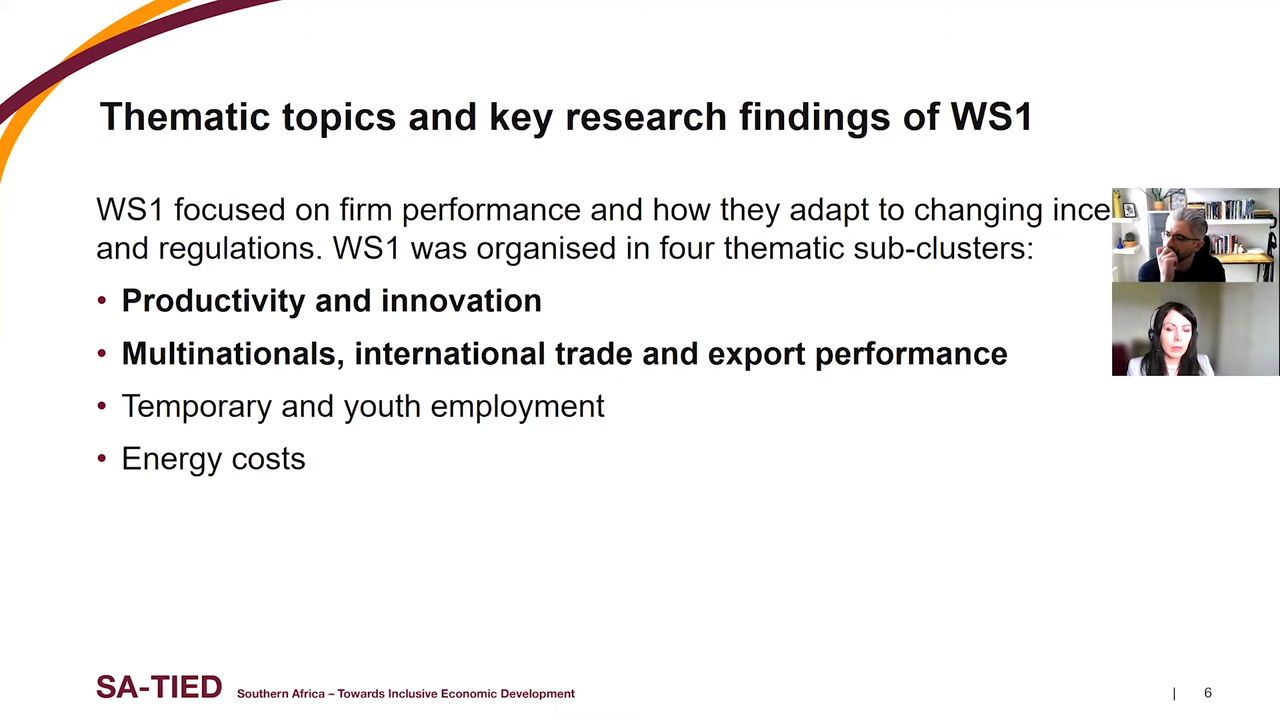 Thematic topics and key research findings of WS1
WS1 focused on firm performance and how they adapt to changing
and regulations. WS1 was organised in four thematic sub-clusters:
• Productivity and innovation
• Multinationals, international trade and export performance
• Temporary and youth employment
• Energy costs
SA-TIED Southern Africa – Towards Inclusive Economic Development
| 6